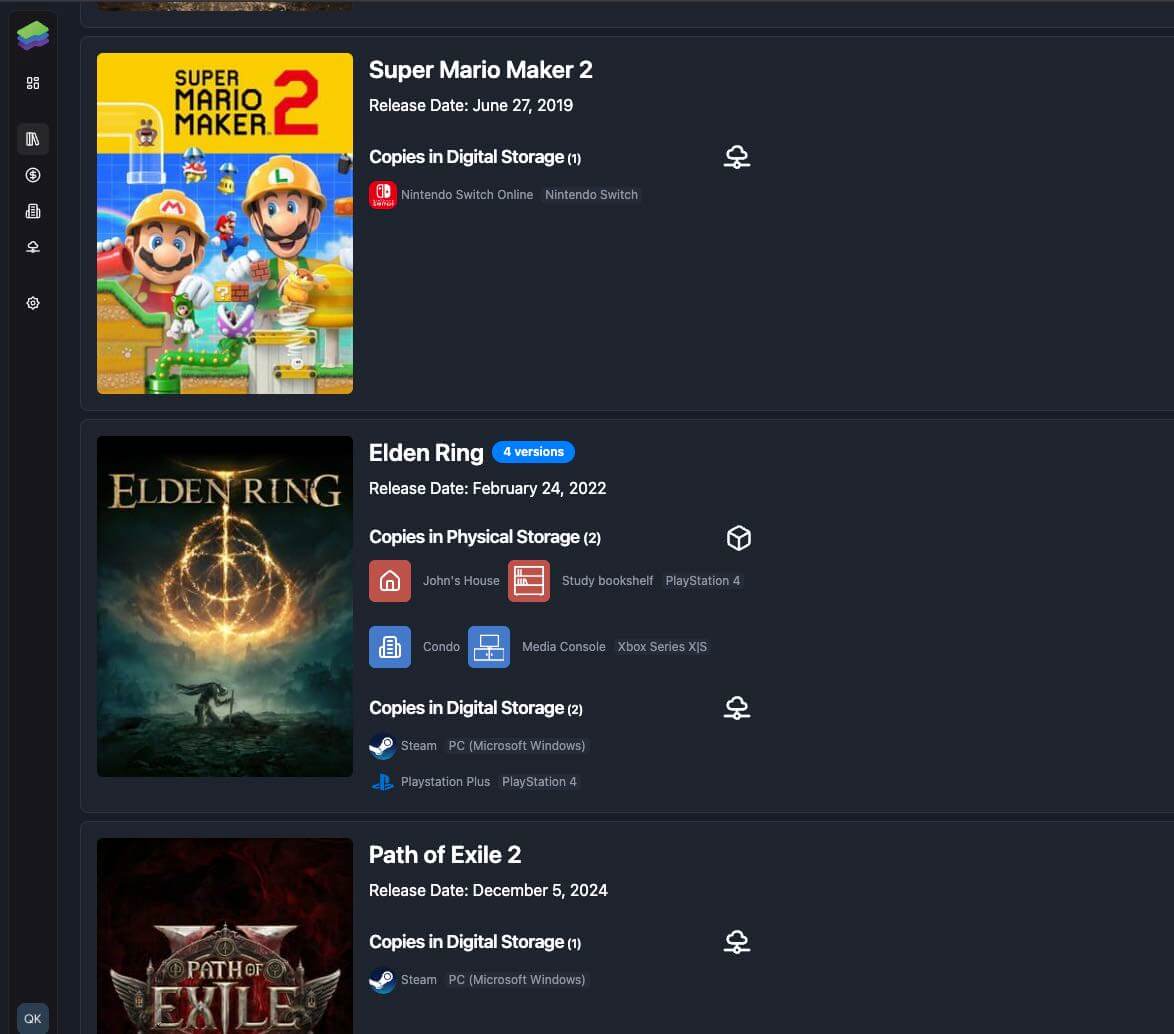 SUPER
MARIO
MAKER 2
Super Mario Maker 2
Release Date: June 27, 2019
Copies in Digital Storage (1)
Nintendo Switch Online Nintendo Switch
ELDEN RING
Elden Ring 4 versions
Release Date: February 24, 2022
Copies in Physical Storage (2)
John's House Study bookshelf PlayStation 4
Condo Media Console Xbox Series X|S
Copies in Digital Storage (2)
Steam PC (Microsoft Windows)
Playstation Plus PlayStation 4
PATH OF
EXILE
Path of Exile 2
Release Date: December 5, 2024
Copies in Digital Storage (1)
Steam PC (Microsoft Windows)
QK